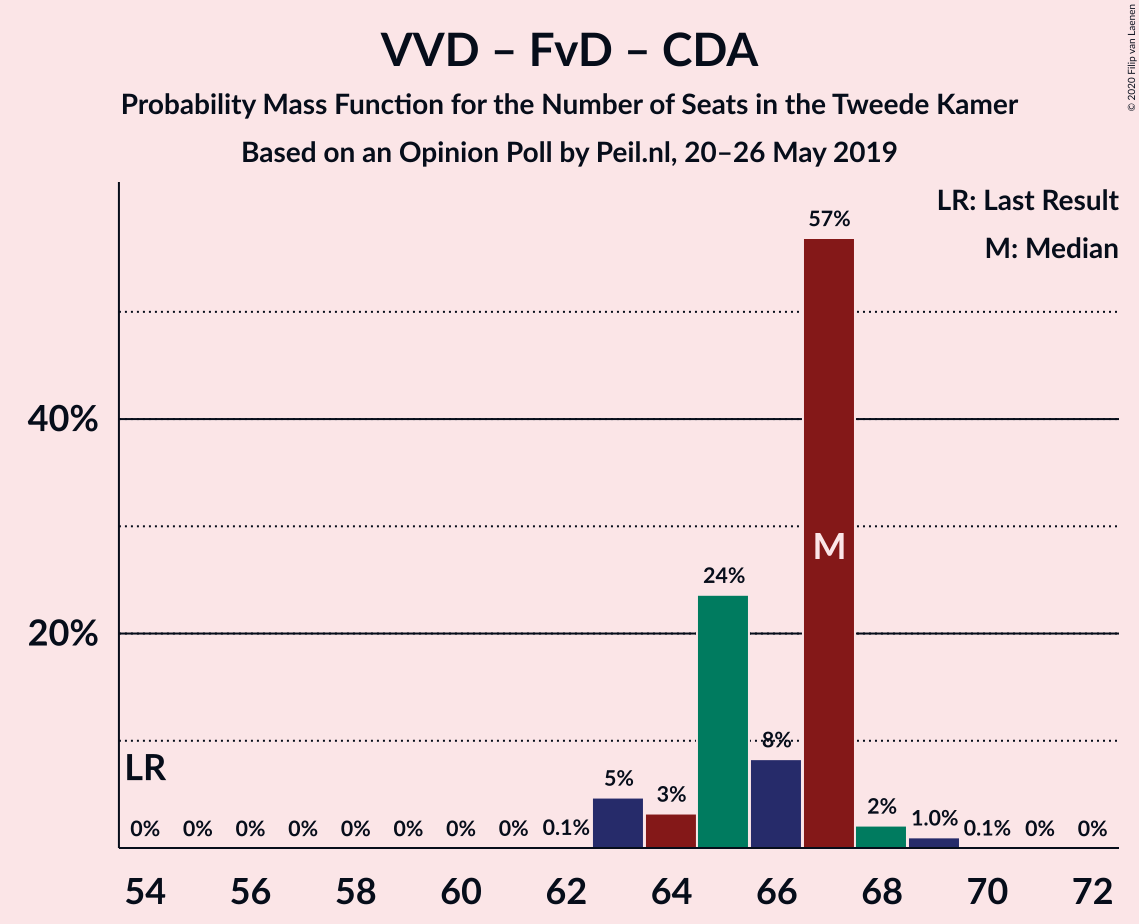 VVD – FvD – CDA
Probability Mass Function for the Number of Seats in the Tweede Kamer
Based on an Opinion Poll by Peil.nl, 20–26 May 2019
© 2020 Filip van Laenen
LR: Last Result
M: Median
57%
40%
M
24%
20%
8%
LR
5%
3%
0% 0% 0% 0% 0% 0% 0% 0% 0.1% 2% 1.0% 0.1% 0% 0%
54 56 58 60 62 64 66 68 70 72